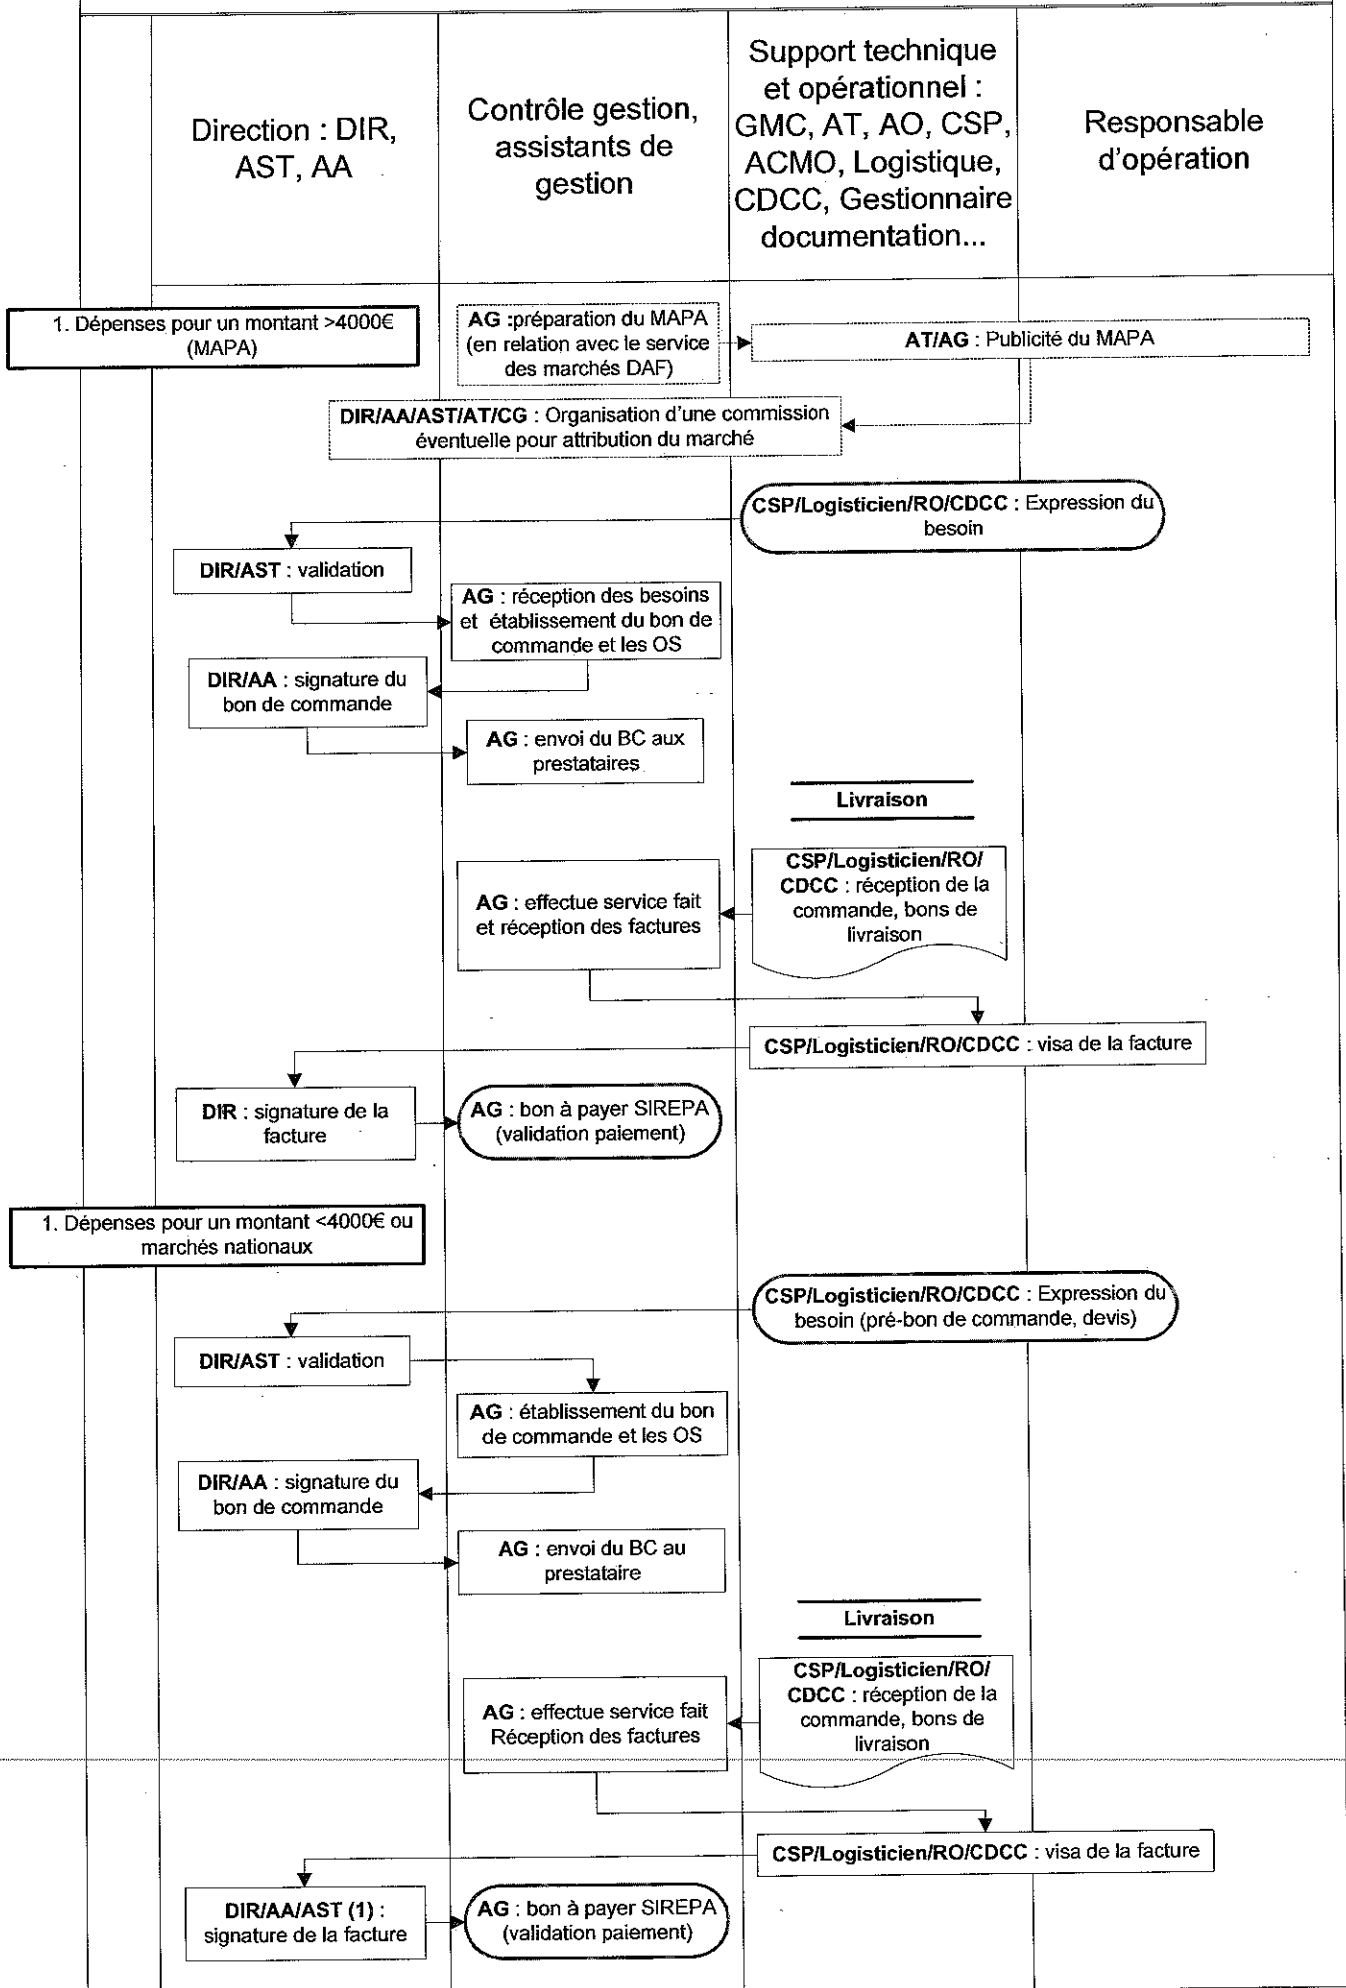 Direction : DIR,
AST, AA
Contrôle gestion,
assistants de
gestion
Support technique
et opérationnel :
GMC, AT, AO, CSP,
ACMO, Logistique,
CDCC, Gestionnaire
documentation...
Responsable
d'opération
1. Dépenses pour un montant >4000€
(MAPA)
AG :préparation du MAPA
(en relation avec le service
des marchés DAF)
AT/AG : Publicité du MAPA
DIR/AA/AST/AT/CG : Organisation d'une commission
éventuelle pour attribution du marché
CSP/Logisticien/RO/CDCC : Expression du
besoin
DIR/AST : validation
AG : réception des besoins
et établissement du bon de
commande et les OS
DIR/AA : signature du
bon de commande
AG : envoi du BC aux
prestataires
Livraison
CSP/Logisticien/RO/
CDCC : réception de la
commande, bons de
livraison
AG : effectue service fait
et réception des factures
CSP/Logisticien/RO/CDCC : visa de la facture
DIR : signature de la
facture
AG : bon à payer SIREPA
(validation paiement)
1. Dépenses pour un montant <4000€ ou
marchés nationaux
CSP/Logisticien/RO/CDCC : Expression du
besoin (pré-bon de commande, devis)
DIR/AST : validation
AG : établissement du bon
de commande et les OS
DIR/AA : signature du
bon de commande
AG : envoi du BC au
prestataire
Livraison
CSP/Logisticien/RO/
CDCC : réception de la
commande, bons de
livraison
AG : effectue service fait
Réception des factures
CSP/Logisticien/RO/CDCC : visa de la facture
DIR/AA/AST (1) :
signature de la facture
AG : bon à payer SIREPA
(validation paiement)